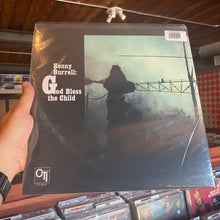 Kenny
Burrell:
God Bless
the Child
CTI